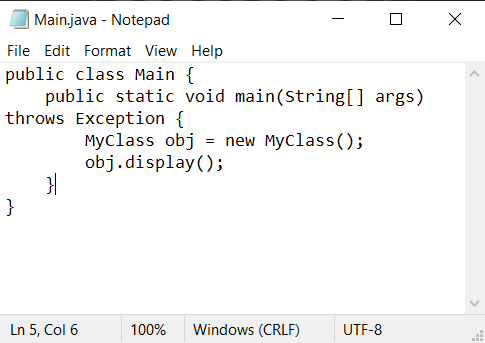 Main.java - Notepad
File Edit Format View Help
public class Main {
    public static void main(String[] args)
throws Exception {
        MyClass obj = new MyClass();
        obj.display();
    }
}
Ln 5, Col 6 100% Windows (CRLF) UTF-8